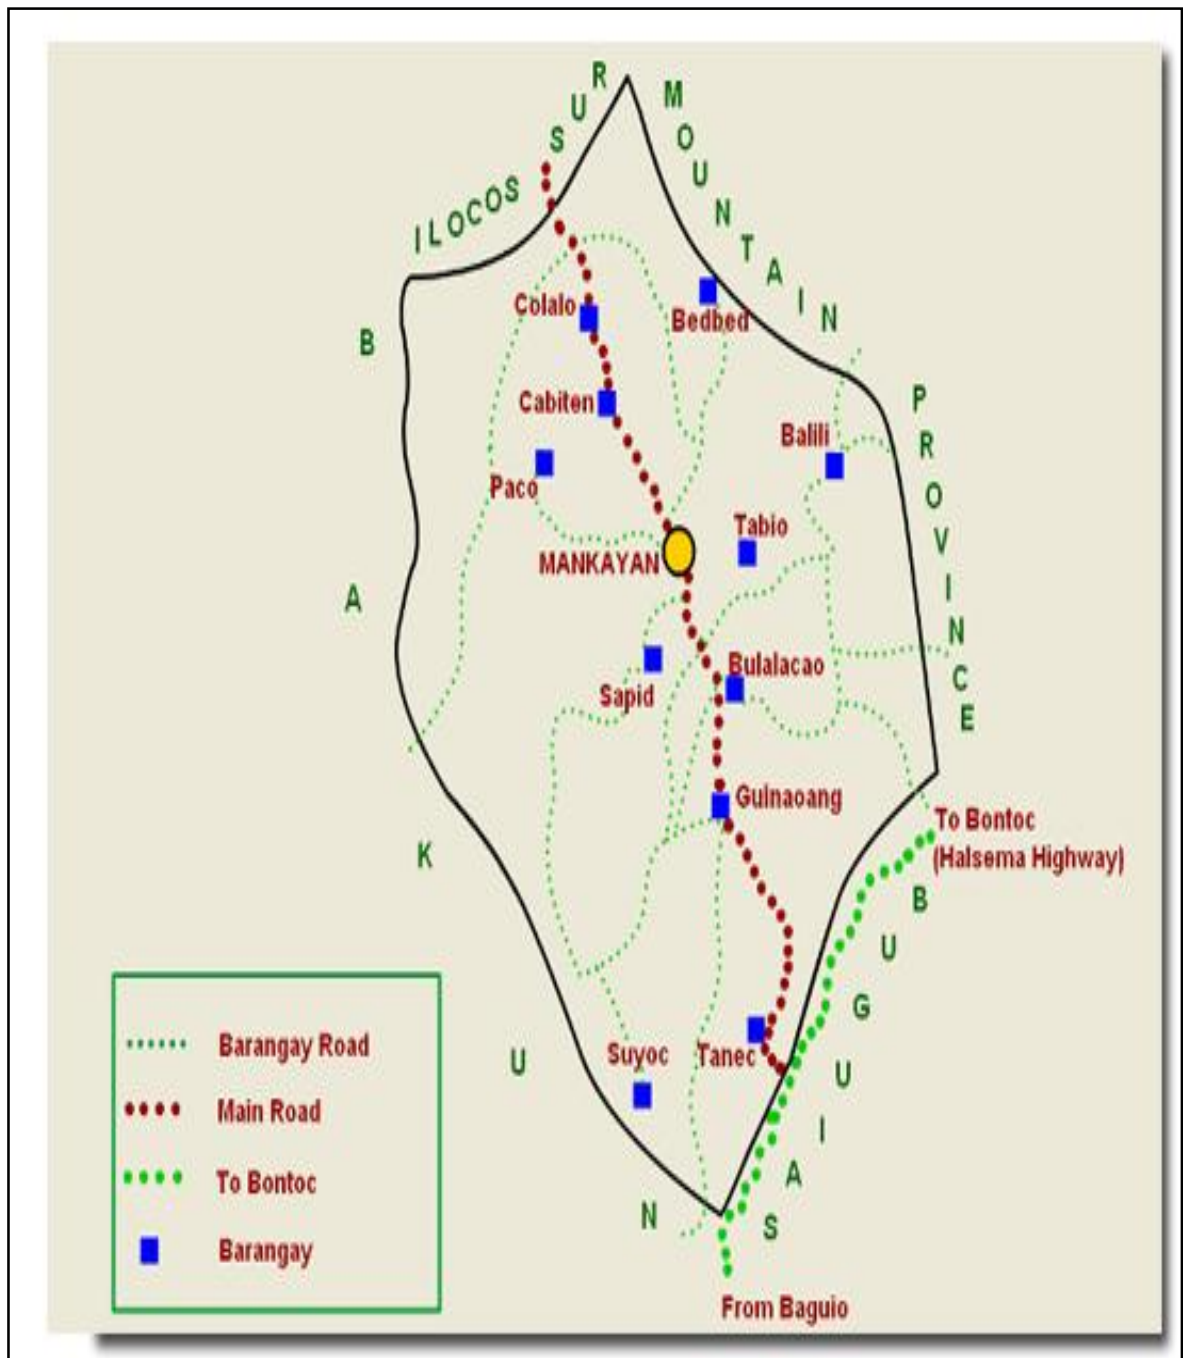 ILOCOS SUR
MOUNTAIN PROVINCE
BAKUN
BUGUIAS
Colalo
Bedbed
Cabiten
Balili
Paco
Tabio
MANKAYAN
Bulalacao
Sapid
Guinaoang
To Bontoc
(Halsema Highway)
Suyoc
Tanec
From Baguio
Barangay Road
Main Road
To Bontoc
Barangay